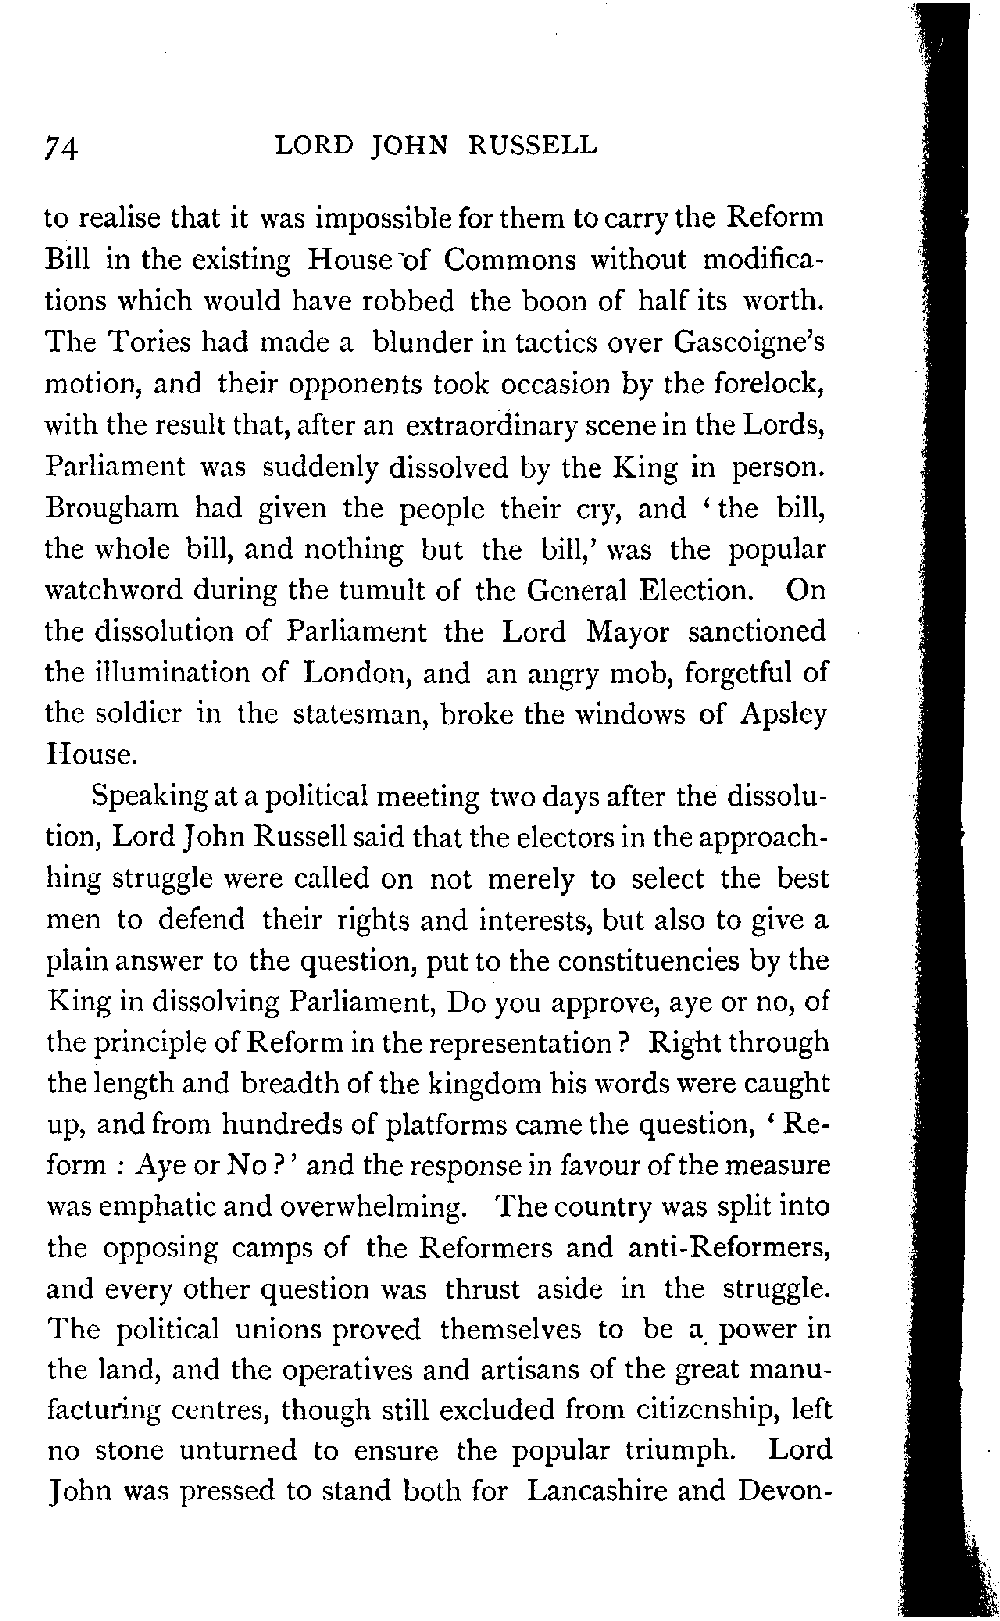 74 LORD JOHN RUSSELL
to realise that it was impossible for them to carry the Reform
Bill in the existing House of Commons without modifica-
tions which would have robbed the boon of half its worth.
The Tories had made a blunder in tactics over Gascoigne's
motion, and their opponents took occasion by the forelock,
with the result that, after an extraordinary scene in the Lords,
Parliament was suddenly dissolved by the King in person.
Brougham had given the people their cry, and ‘the bill,
the whole bill, and nothing but the bill,’ was the popular
watchword during the tumult of the General Election. On
the dissolution of Parliament the Lord Mayor sanctioned
the illumination of London, and an angry mob, forgetful of
the soldier in the statesman, broke the windows of Apsley
House.
Speaking at a political meeting two days after the dissolu-
tion, Lord John Russell said that the electors in the approach-
hing struggle were called on not merely to select the best
men to defend their rights and interests, but also to give a
plain answer to the question, put to the constituencies by the
King in dissolving Parliament, Do you approve, aye or no, of
the principle of Reform in the representation ? Right through
the length and breadth of the kingdom his words were caught
up, and from hundreds of platforms came the question, ‘ Re-
form : Aye or No ? ’ and the response in favour of the measure
was emphatic and overwhelming. The country was split into
the opposing camps of the Reformers and anti-Reformers,
and every other question was thrust aside in the struggle.
The political unions proved themselves to be a power in
the land, and the operatives and artisans of the great manu-
facturing centres, though still excluded from citizenship, left
no stone unturned to ensure the popular triumph. Lord
John was pressed to stand both for Lancashire and Devon-